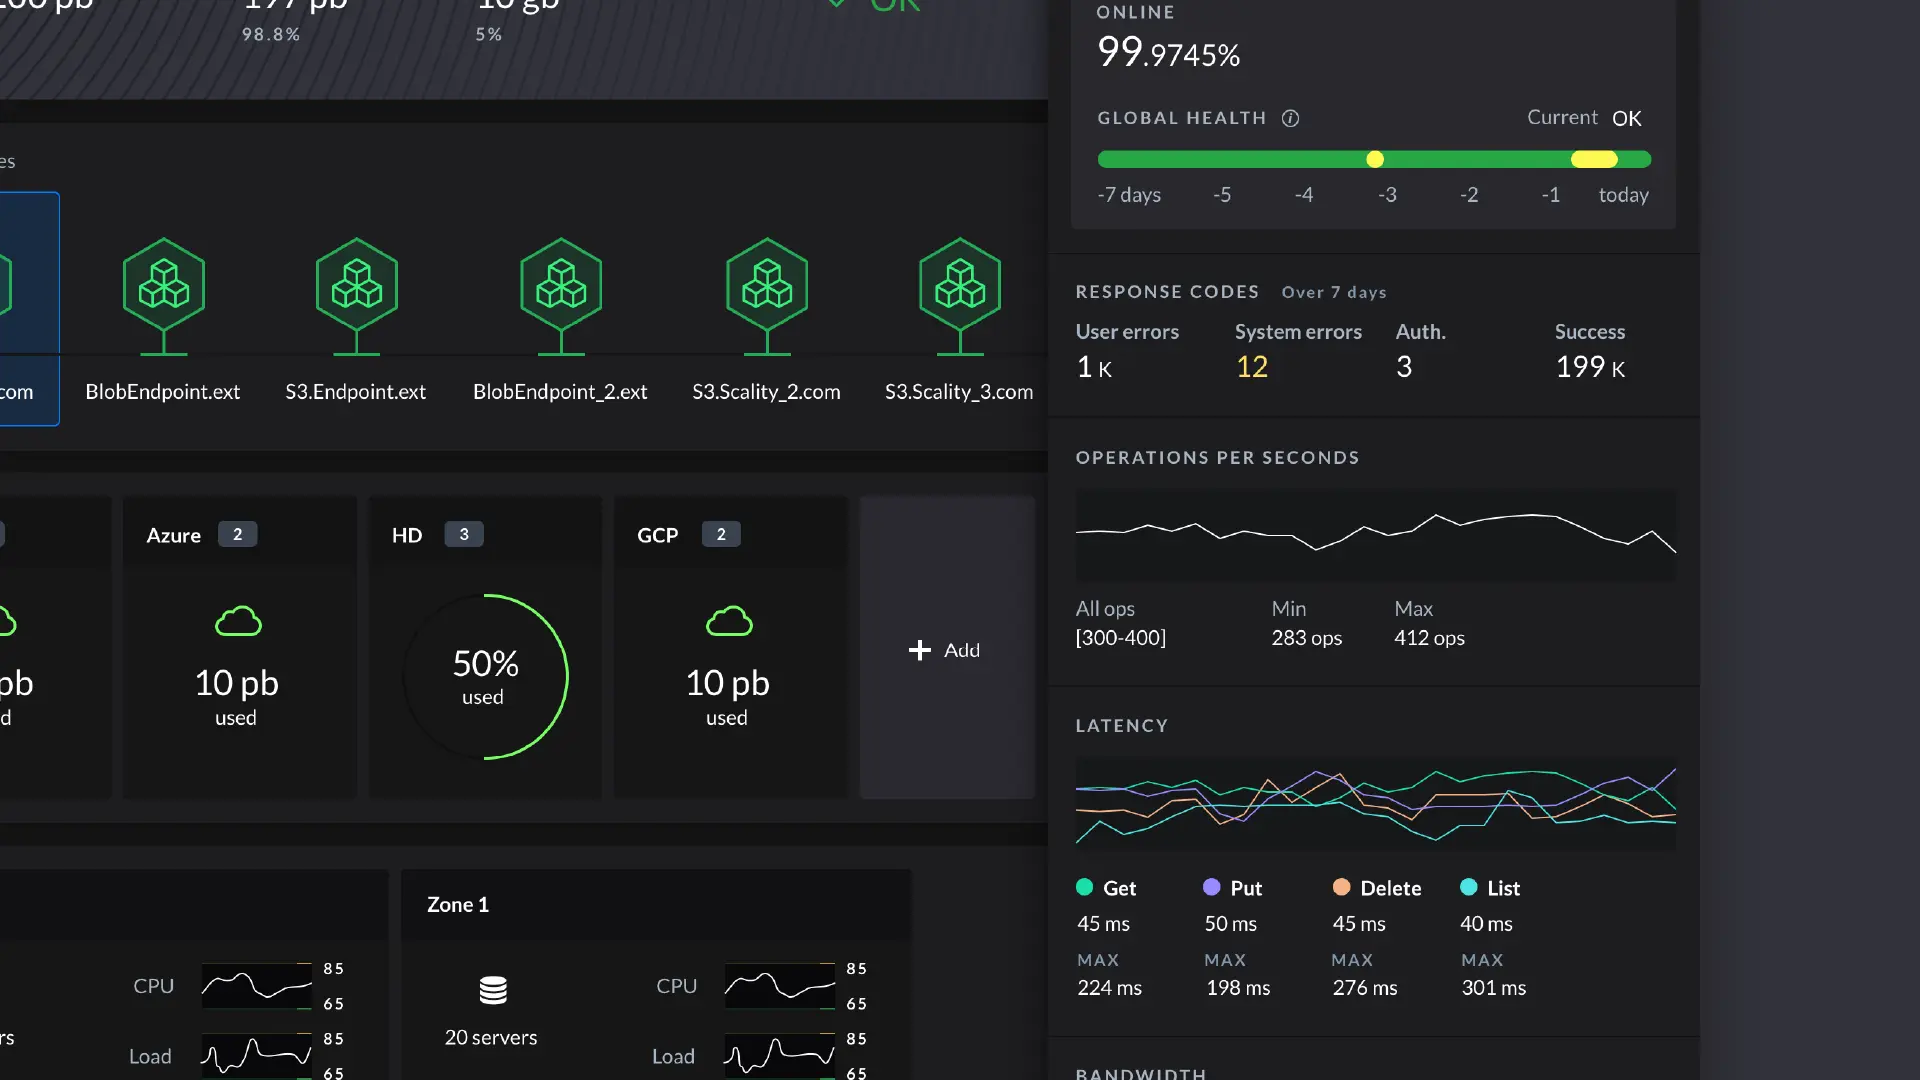 98.8%
5%
OK
es
com
BlobEndpoint.ext
S3.Endpoint.ext
BlobEndpoint_2.ext
S3.Scality_2.com
S3.Scality_3.com
pb
d
Azure 2
10 pb
used
HD 3
50%
used
GCP 2
10 pb
used
+ Add
CPU
85
65
Load
85
65
rs
Zone 1
20 servers
CPU
85
65
Load
85
65
ONLINE
99.9745%
GLOBAL HEALTH i
Current OK
-7 days -5 -4 -3 -2 -1 today
RESPONSE CODES Over 7 days
User errors System errors Auth. Success
1 K 12 3 199 K
OPERATIONS PER SECONDS
All ops Min Max
[300-400] 283 ops 412 ops
LATENCY
Get Put Delete List
45 ms 50 ms 45 ms 40 ms
MAX MAX MAX MAX
224 ms 198 ms 276 ms 301 ms
BANDWIDTH